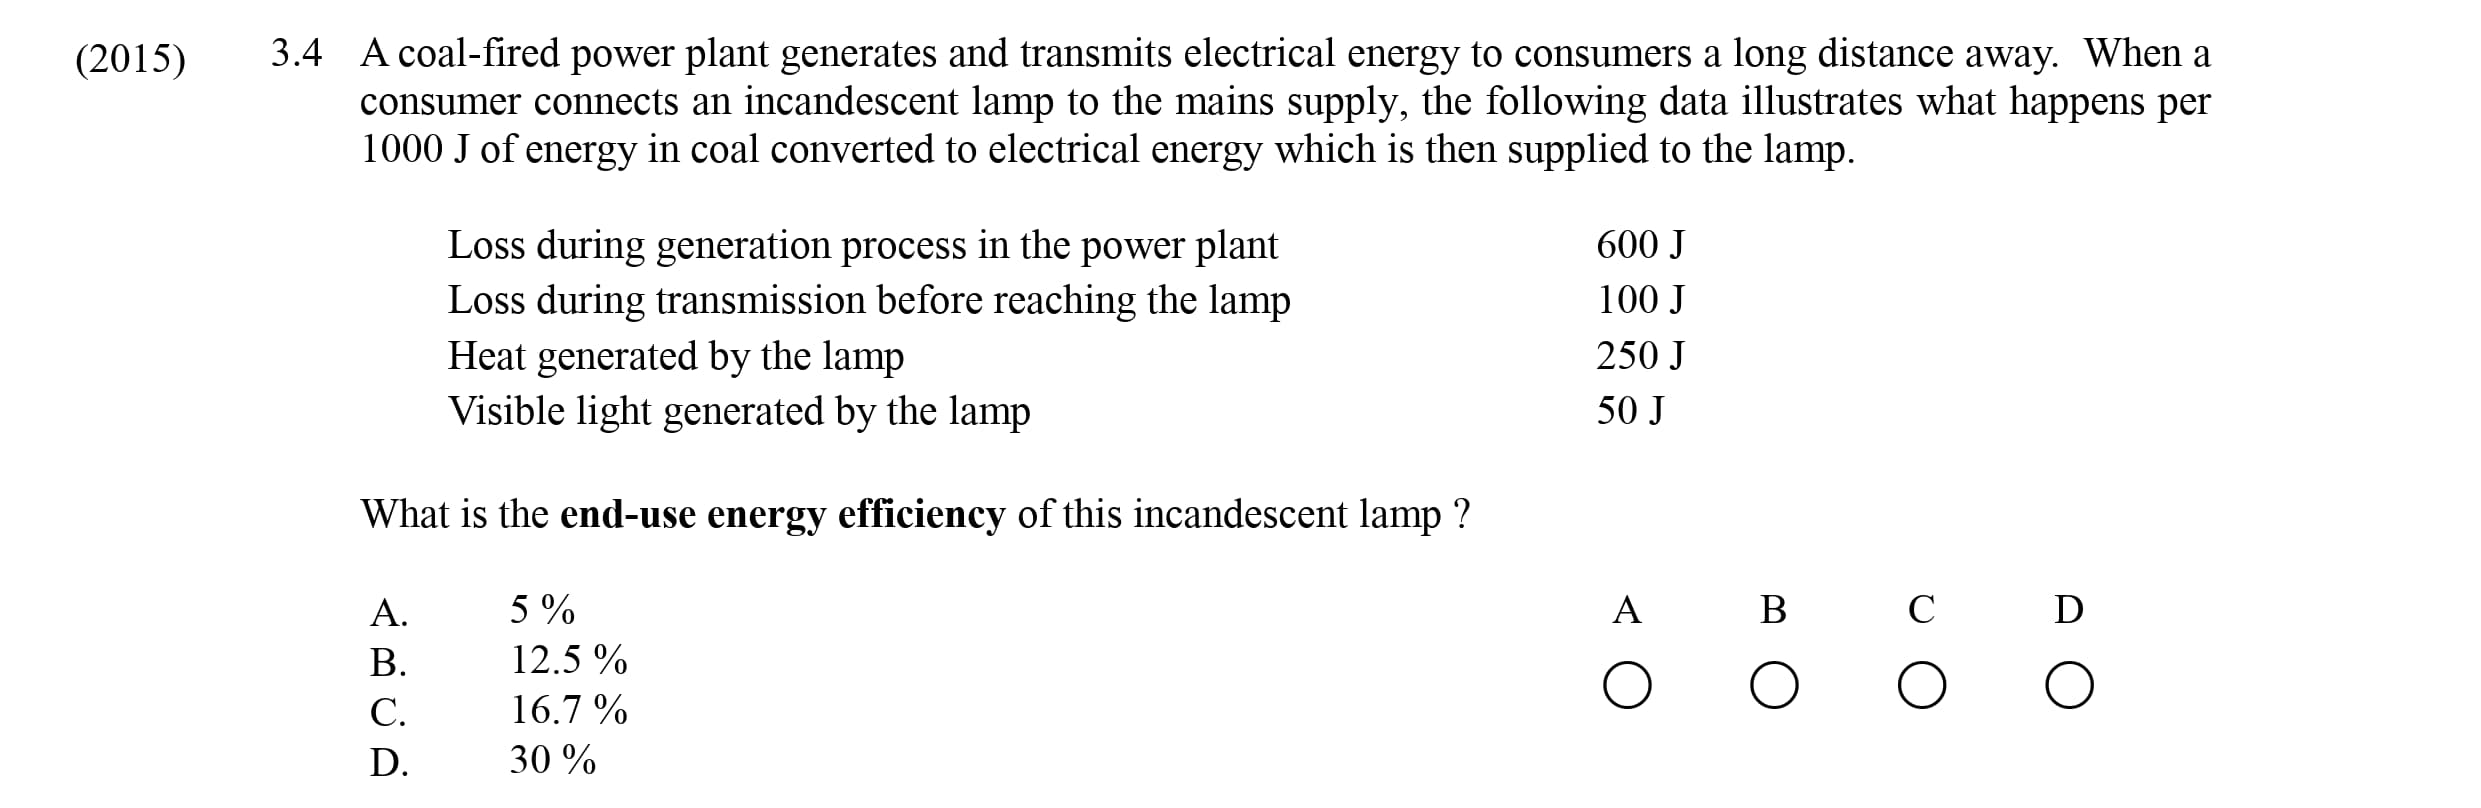 (2015) 3.4 A coal-fired power plant generates and transmits electrical energy to consumers a long distance away. When a
consumer connects an incandescent lamp to the mains supply, the following data illustrates what happens per
1000 J of energy in coal converted to electrical energy which is then supplied to the lamp.
Loss during generation process in the power plant 600 J
Loss during transmission before reaching the lamp 100 J
Heat generated by the lamp 250 J
Visible light generated by the lamp 50 J
What is the end-use energy efficiency of this incandescent lamp ?
A. 5 % A B C D
B. 12.5 %
C. 16.7 %
D. 30 %